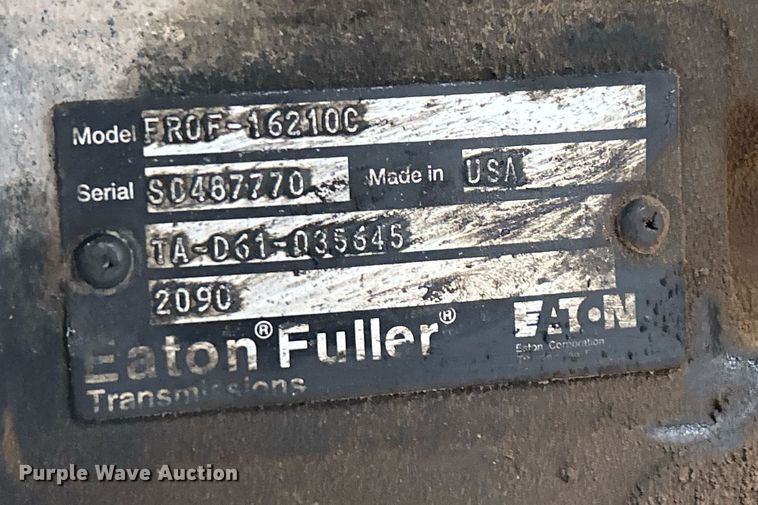 Model FROF-16210C
Serial S0487770 Made in USA
TA-D61-035645
2090
Eaton® Fuller®
Transmissions
EATON
Eaton Corporation
Purple Wave Auction